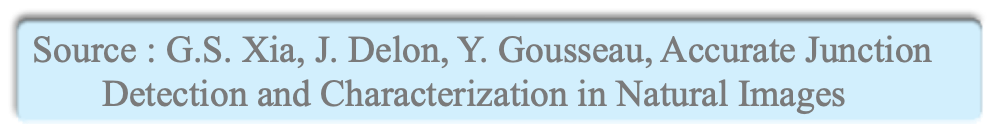 Source : G.S. Xia, J. Delon, Y. Gousseau, Accurate Junction
Detection and Characterization in Natural Images